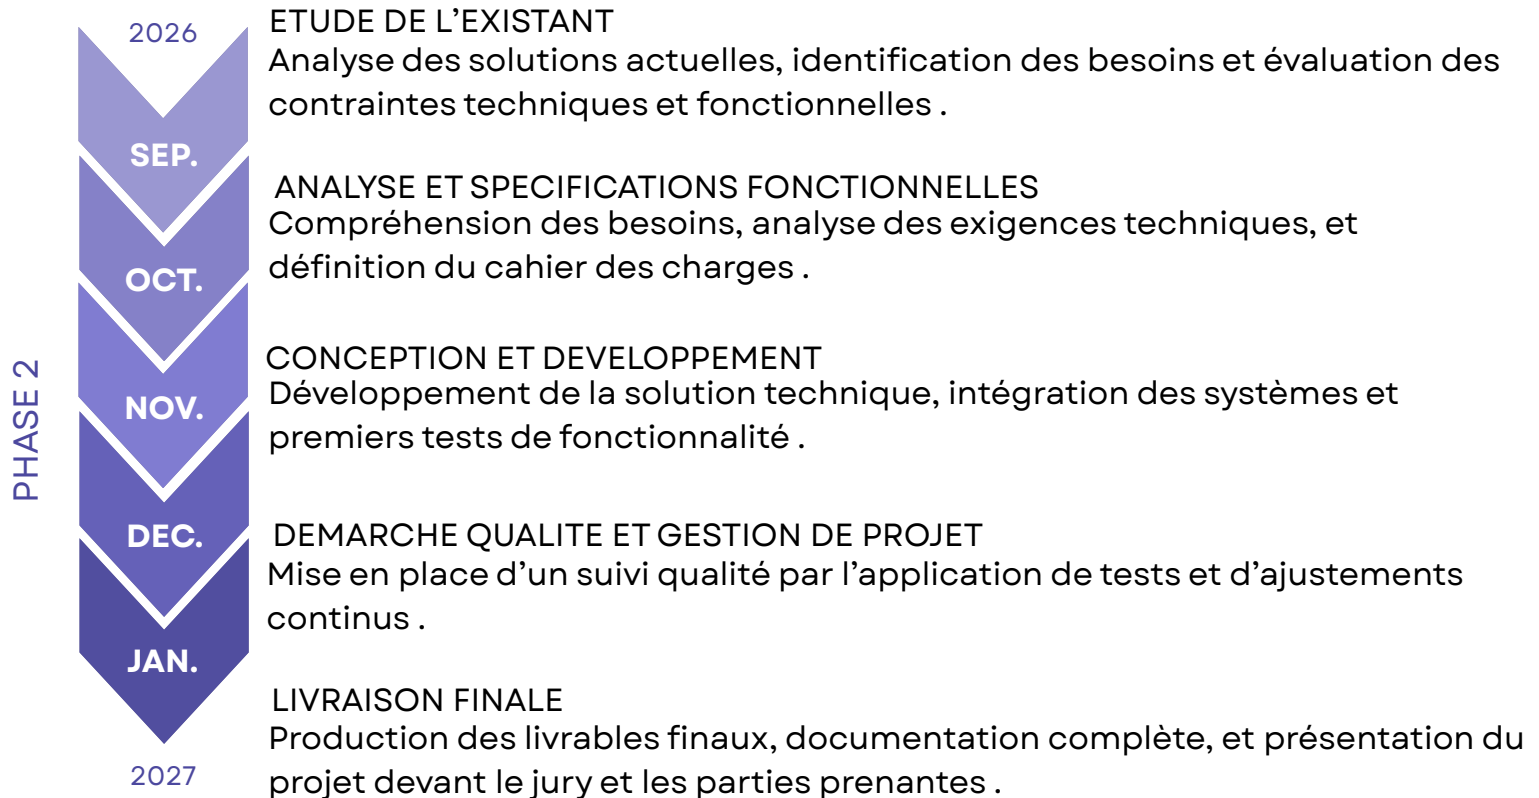 PHASE 2
2026
SEP.
OCT.
NOV.
DEC.
JAN.
2027
ETUDE DE L’EXISTANT
Analyse des solutions actuelles, identification des besoins et évaluation des
contraintes techniques et fonctionnelles .
ANALYSE ET SPECIFICATIONS FONCTIONNELLES
Compréhension des besoins, analyse des exigences techniques, et
définition du cahier des charges .
CONCEPTION ET DEVELOPPEMENT
Développement de la solution technique, intégration des systèmes et
premiers tests de fonctionnalité .
DEMARCHE QUALITE ET GESTION DE PROJET
Mise en place d’un suivi qualité par l’application de tests et d’ajustements
continus .
LIVRAISON FINALE
Production des livrables finaux, documentation complète, et présentation du
projet devant le jury et les parties prenantes .